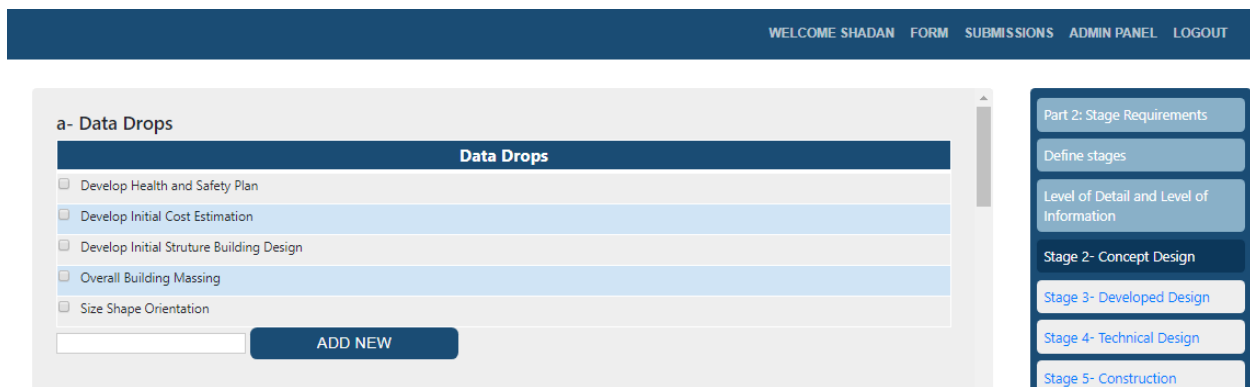 WELCOME SHADAN FORM SUBMISSIONS ADMIN PANEL LOGOUT
a- Data Drops
Data Drops
Develop Health and Safety Plan
Develop Initial Cost Estimation
Develop Initial Struture Building Design
Overall Building Massing
Size Shape Orientation
ADD NEW
Part 2: Stage Requirements
Define stages
Level of Detail and Level of
Information
Stage 2- Concept Design
Stage 3- Developed Design
Stage 4- Technical Design
Stage 5- Construction